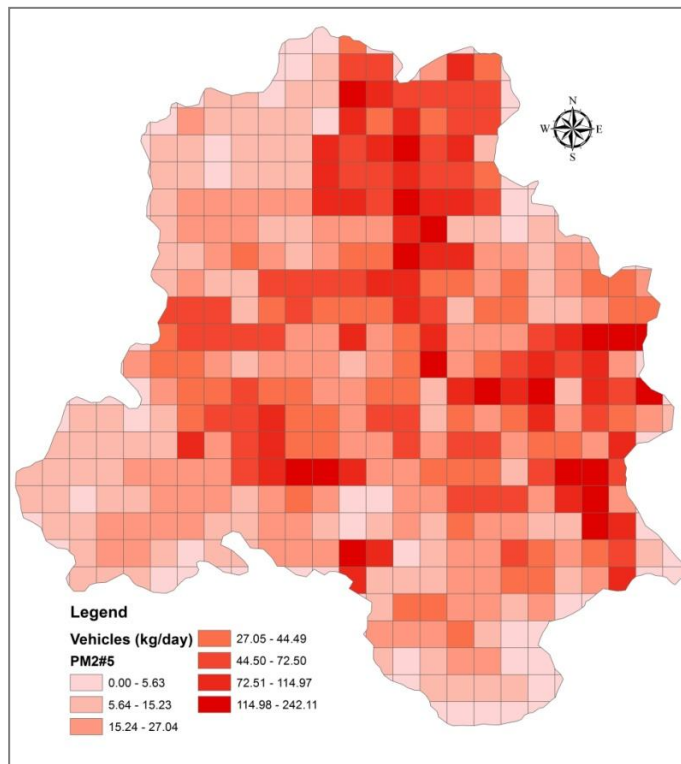 N
W E
S
Legend
Vehicles (kg/day)
PM2#5
0.00 - 5.63
5.64 - 15.23
15.24 - 27.04
27.05 - 44.49
44.50 - 72.50
72.51 - 114.97
114.98 - 242.11